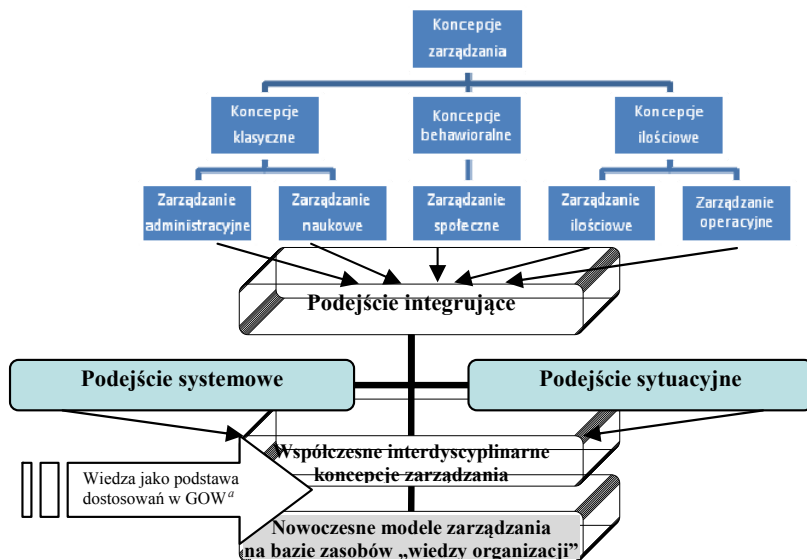 Koncepcje
zarządzania
Koncepcje
klasyczne
Koncepcje
behawioralne
Koncepcje
ilościowe
Zarządzanie
administracyjne
Zarządzanie
naukowe
Zarządzanie
społeczne
Zarządzanie
ilościowe
Zarządzanie
operacyjne
Podejście integrujące
Podejście systemowe
Podejście sytuacyjne
Współczesne interdyscyplinarne
koncepcje zarządzania
Wiedza jako podstawa
dostosowań w GOW a
Nowoczesne modele zarządzania
na bazie zasobów „wiedzy organizacji”